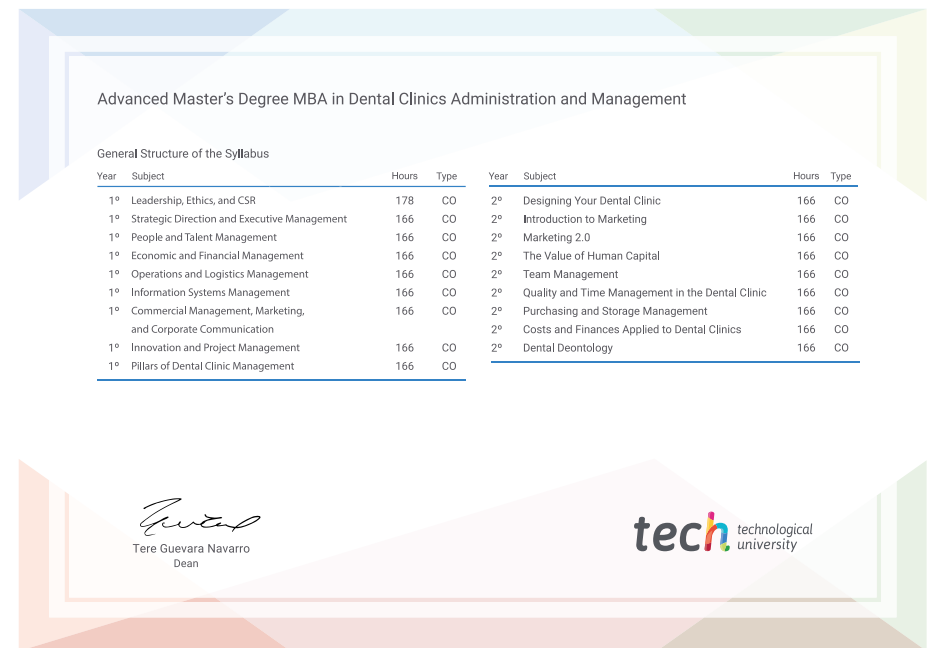 Advanced Master's Degree MBA in Dental Clinics Administration and Management
General Structure of the Syllabus
Year Subject Hours Type
1º Leadership, Ethics, and CSR 178 CO
1º Strategic Direction and Executive Management 166 CO
1º People and Talent Management 166 CO
1º Economic and Financial Management 166 CO
1º Operations and Logistics Management 166 CO
1º Information Systems Management 166 CO
1º Commercial Management, Marketing, 166 CO
and Corporate Communication
1º Innovation and Project Management 166 CO
1º Pillars of Dental Clinic Management 166 CO
Year Subject Hours Type
2º Designing Your Dental Clinic 166 CO
2º Introduction to Marketing 166 CO
2º Marketing 2.0 166 CO
2º The Value of Human Capital 166 CO
2º Team Management 166 CO
2º Quality and Time Management in the Dental Clinic 166 CO
2º Purchasing and Storage Management 166 CO
2º Costs and Finances Applied to Dental Clinics 166 CO
2º Dental Deontology 166 CO
Tere Guevara Navarro
Dean
tech technological
university